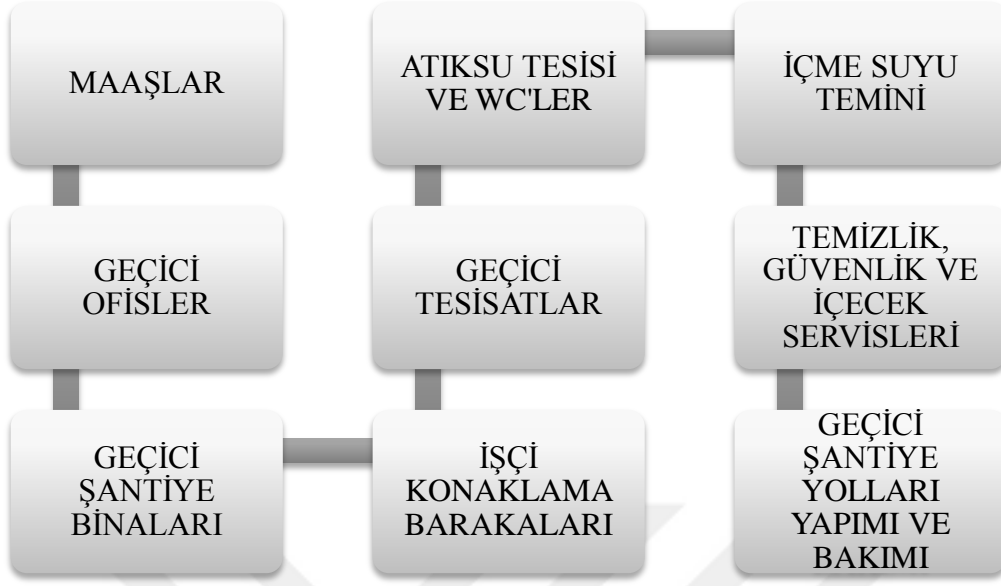 MAAŞLAR
GEÇİCİ
OFİSLER
GEÇİCİ
ŞANTİYE
BİNALARI
İŞÇİ
KONAKLAMA
BARAKALARI
GEÇİCİ
TESİSATLAR
ATIKSU TESİSİ
VE WC'LER
İÇME SUYU
TEMİNİ
TEMİZLİK,
GÜVENLİK VE
İÇECEK
SERVİSLERİ
GEÇİCİ
ŞANTİYE
YOLLARI
YAPIMI VE
BAKIMI